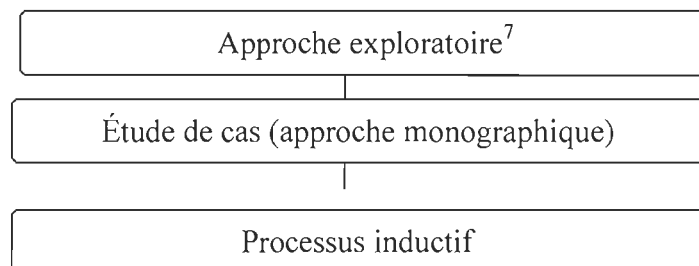 Approche exploratoire⁷
Étude de cas (approche monographique)
Processus inductif